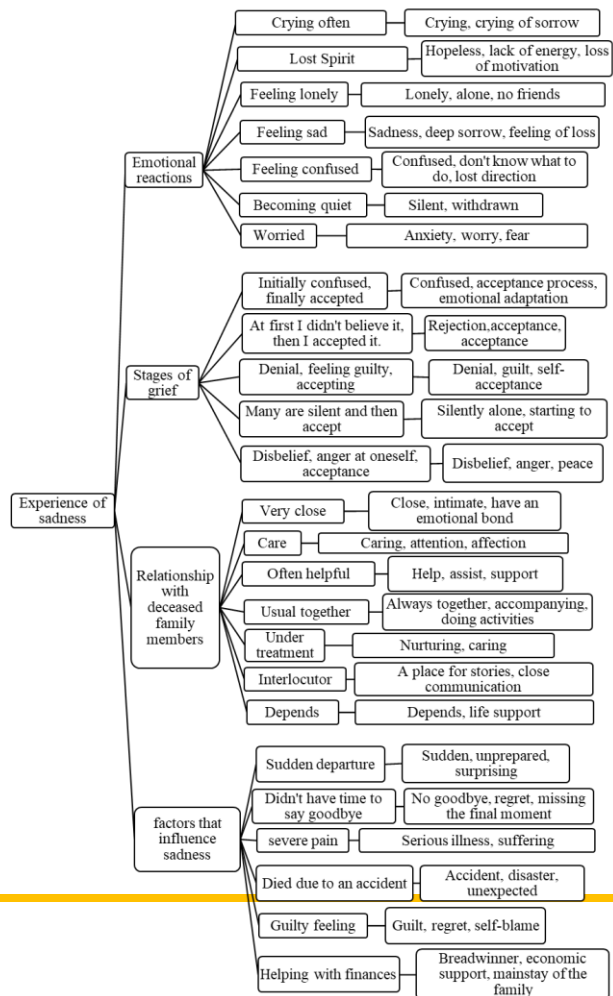 Crying often
Crying, crying of sorrow
Lost Spirit
Hopeless, lack of energy, loss
of motivation
Feeling lonely
Lonely, alone, no friends
Feeling sad
Sadness, deep sorrow, feeling of loss
Emotional
reactions
Feeling confused
Confused, don't know what to
do, lost direction
Becoming quiet
Silent, withdrawn
Worried
Anxiety, worry, fear
Initially confused,
finally accepted
Confused, acceptance process,
emotional adaptation
At first I didn't believe it,
then I accepted it.
Rejection,acceptance,
acceptance
Stages of
grief
Denial, feeling guilty,
accepting
Denial, guilt, self-
acceptance
Many are silent and then
accept
Silently alone, starting to
accept
Disbelief, anger at oneself,
acceptance
Disbelief, anger, peace
Experience of
sadness
Very close
Close, intimate, have an
emotional bond
Care
Caring, attention, affection
Relationship
with
deceased
family
members
Often helpful
Help, assist, support
Usual together
Always together, accompanying,
doing activities
Under
treatment
Nurturing, caring
Interlocutor
A place for stories, close
communication
Depends
Depends, life support
Sudden departure
Sudden, unprepared,
surprising
factors that
influence
sadness
Didn't have time to
say goodbye
No goodbye, regret, missing
the final moment
severe pain
Serious illness, suffering
Died due to an accident
Accident, disaster,
unexpected
Guilty feeling
Guilt, regret, self-blame
Helping with finances
Breadwinner, economic
support, mainstay of the
family